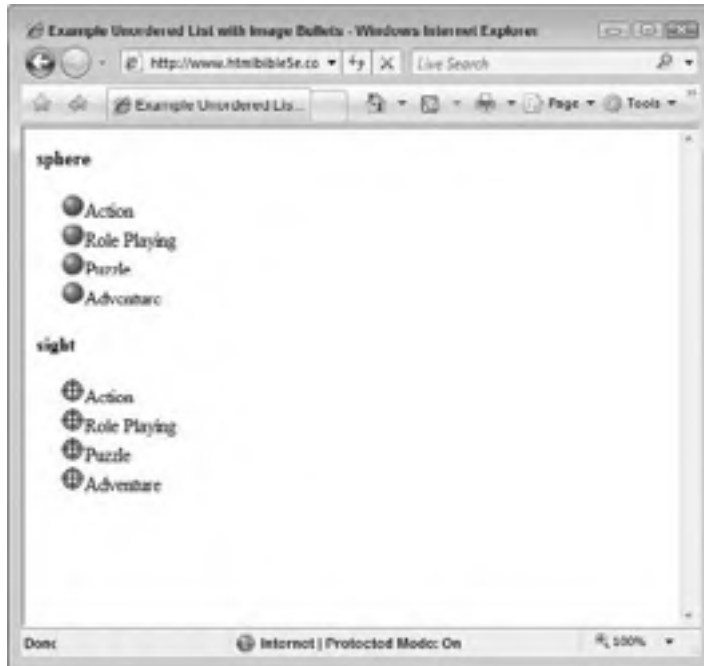 Example Unordered List with Image Bullets - Windows Internet Explorer
http://www.htmlbible5e.co
Live Search
Example Unordered Lis...
Page
Tools
sphere
Action
Role Playing
Puzzle
Adventure
sight
Action
Role Playing
Puzzle
Adventure
Done
Internet | Protected Mode: On
100%